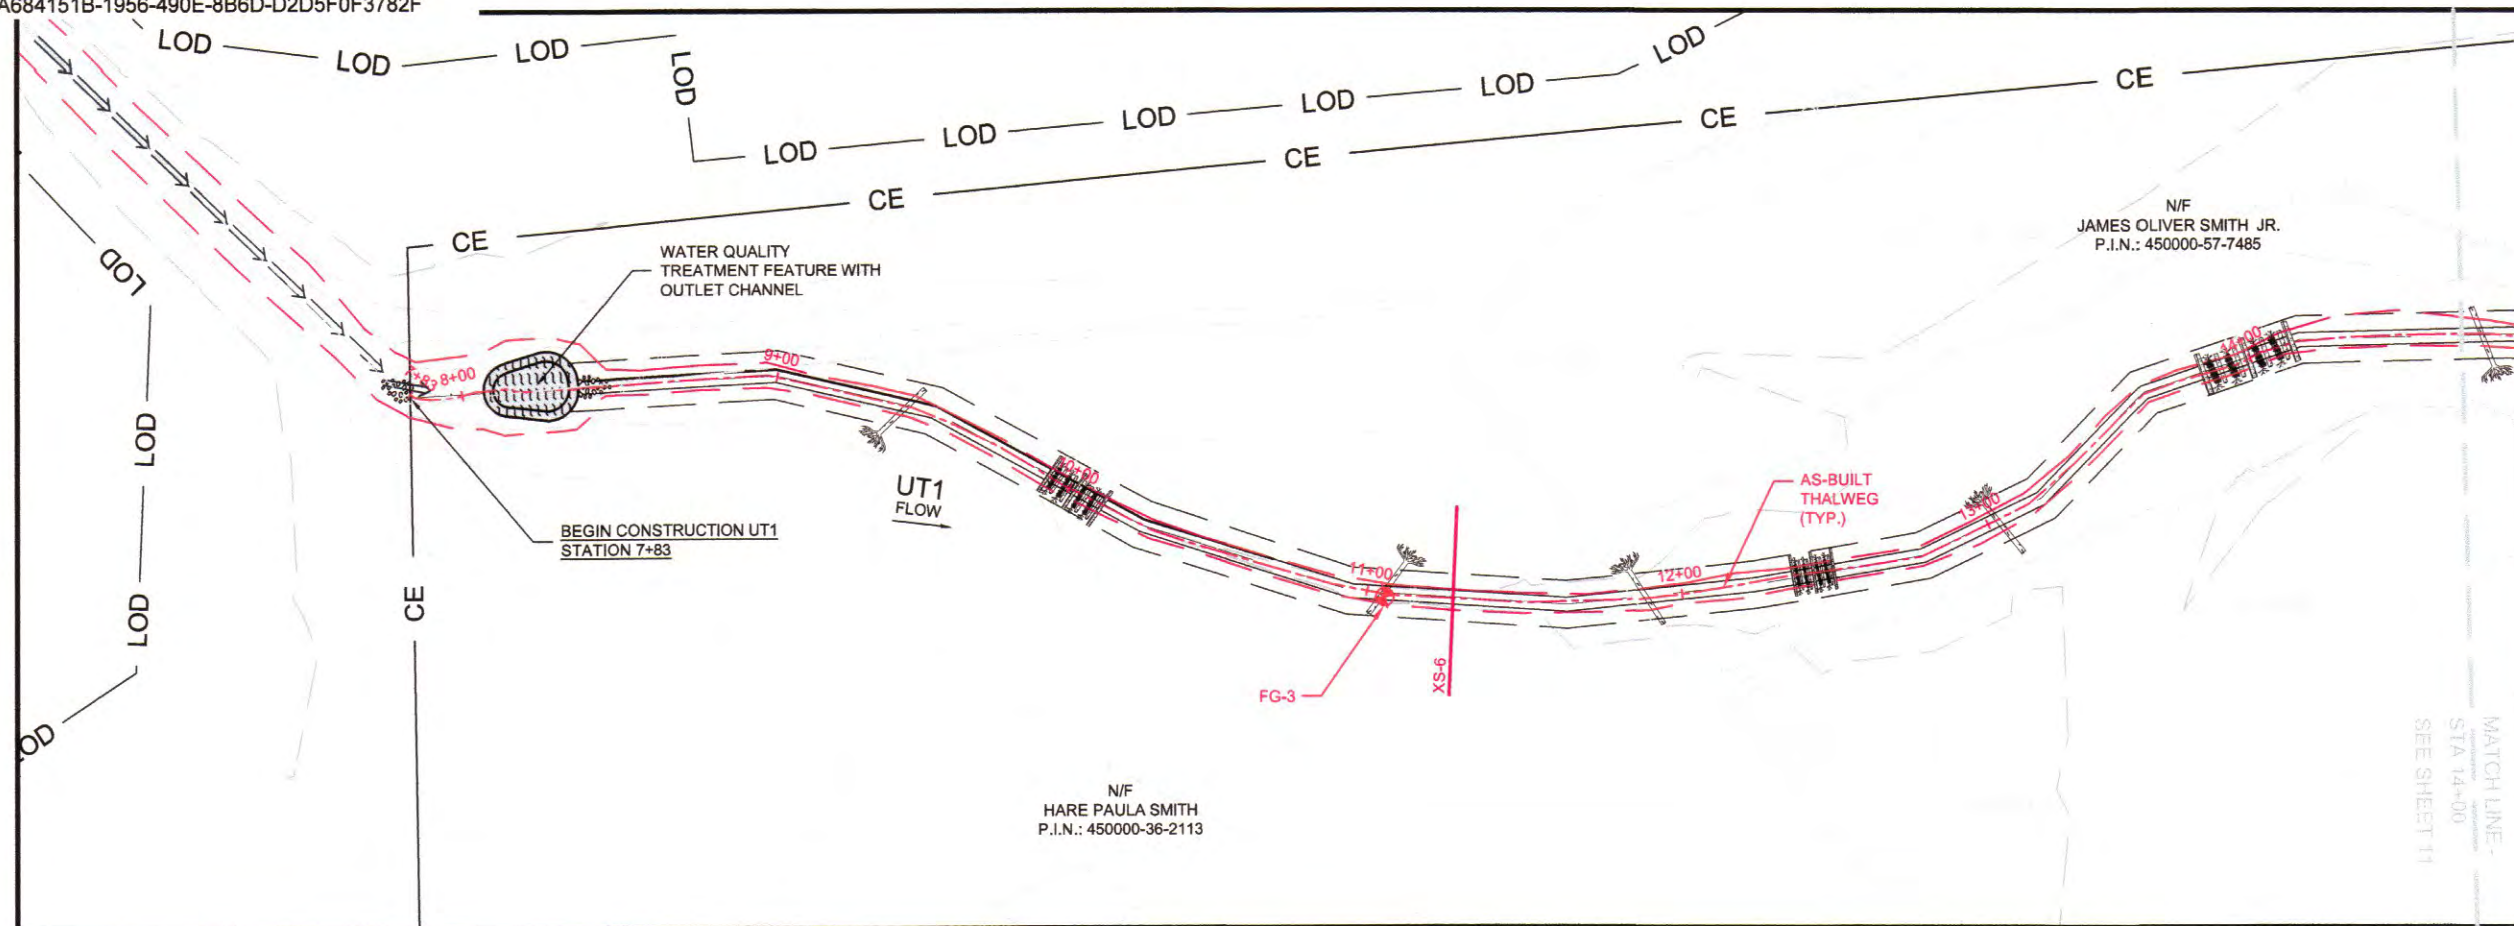 A684151B-1956-490E-8B6D-D2D5F0F3782F
LOD
LOD
LOD
LOD
LOD
LOD
LOD
LOD
LOD
LOD
CE
CE
CE
CE
CE
N/F
JAMES OLIVER SMITH JR.
P.I.N.: 450000-57-7485
WATER QUALITY
TREATMENT FEATURE WITH
OUTLET CHANNEL
LOD
LOD
LOD
8+00
9+00
10+00
11+00
12+00
13+00
14+00
UT1
FLOW
BEGIN CONSTRUCTION UT1
STATION 7+83
AS-BUILT
THALWEG
(TYP.)
CE
FG-3
XS-6
OD
N/F
HARE PAULA SMITH
P.I.N.: 450000-36-2113
MATCH LINE -
STA 14+00
SEE SHEET 11